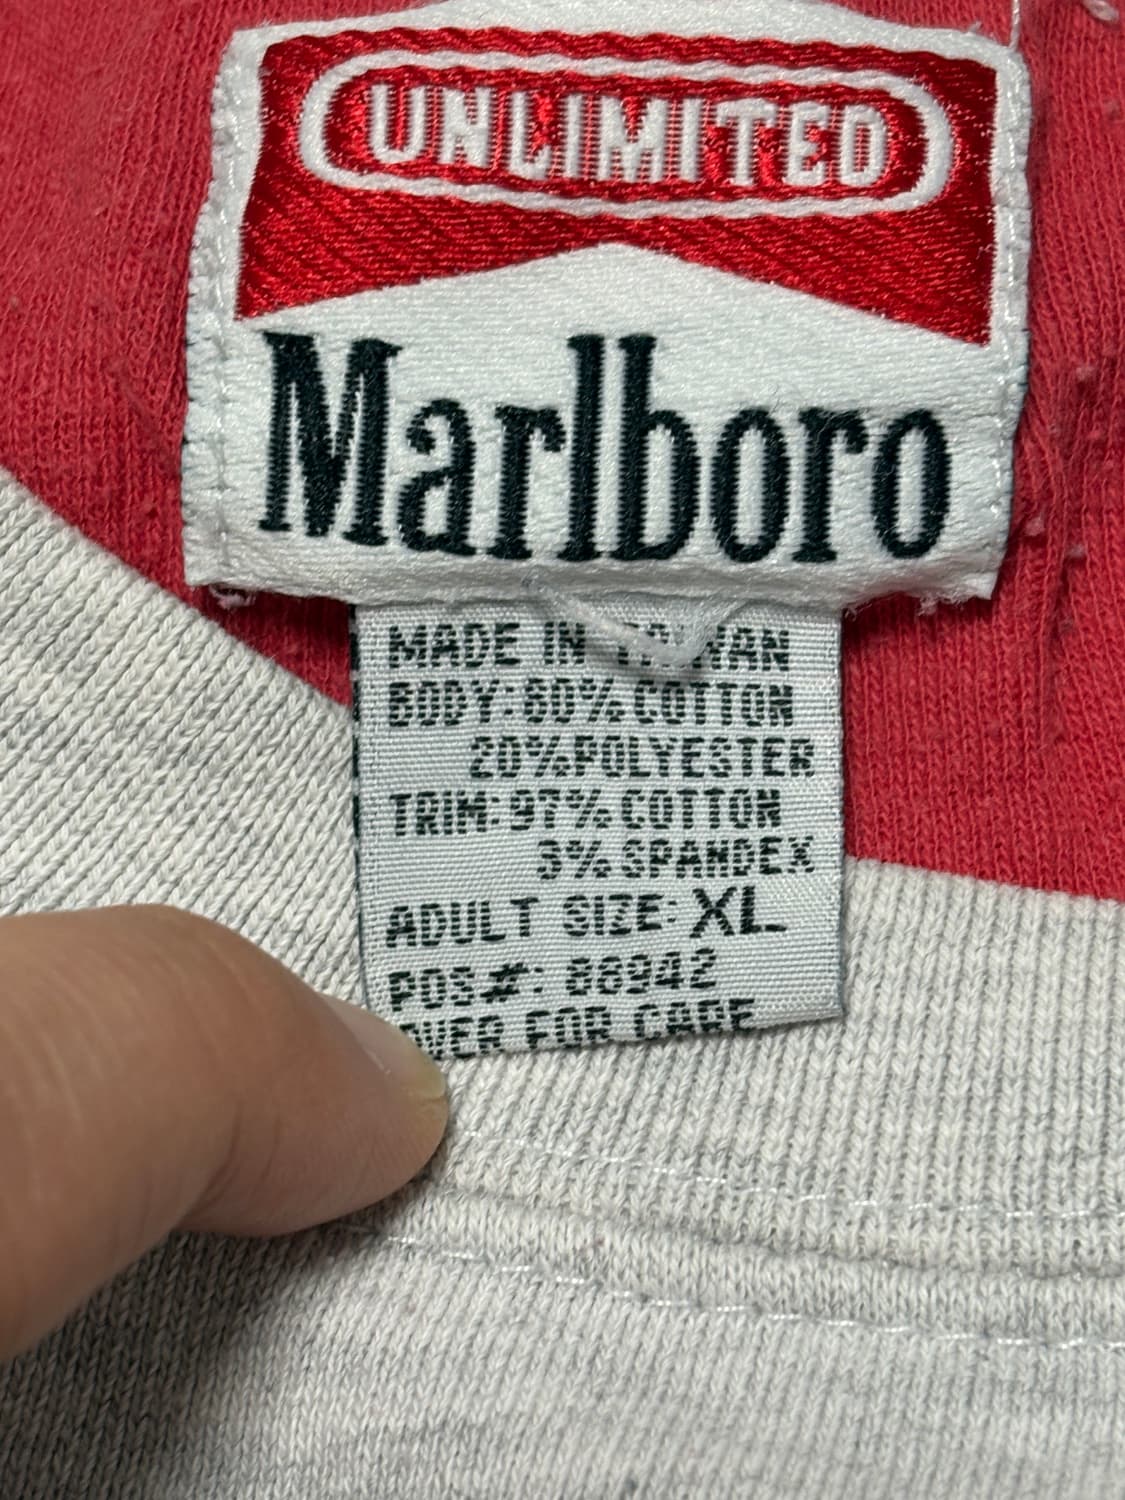 UNLIMITED
Marlboro
MADE IN TAIWAN
BODY: 80% COTTON
20% POLYESTER
TRIM: 97% COTTON
3% SPANDEX
ADULT SIZE: XL
POS#: 88942
OVER FOR CARE